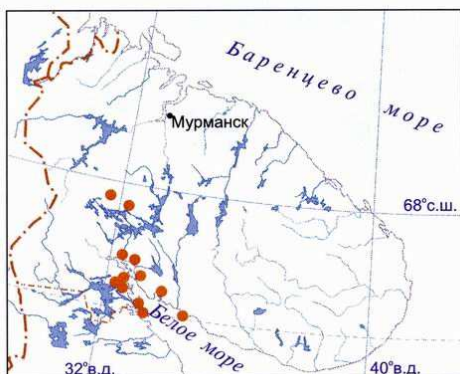 Баренцево море
Мурманск
68°с.ш.
Белое море
32°в.д.
40°в.д.